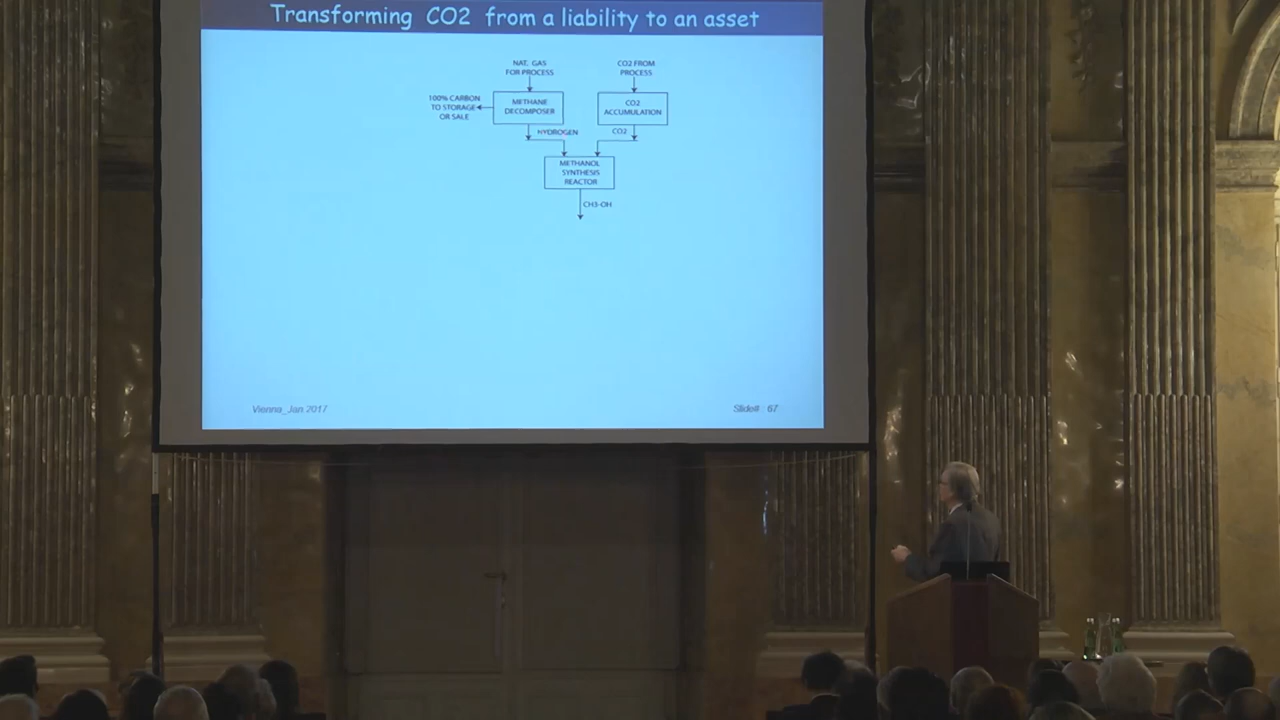 Transforming CO2 from a liability to an asset
NAT. GAS
FOR PROCESS
CO2 FROM
PROCESS
100% CARBON
TO STORAGE
OR SALE
METHANE
DECOMPOSER
CO2
ACCUMULATION
HYDROGEN
CO2
METHANOL
SYNTHESIS
REACTOR
CH3-OH
Vienna_Jan 2017
Slide# 67